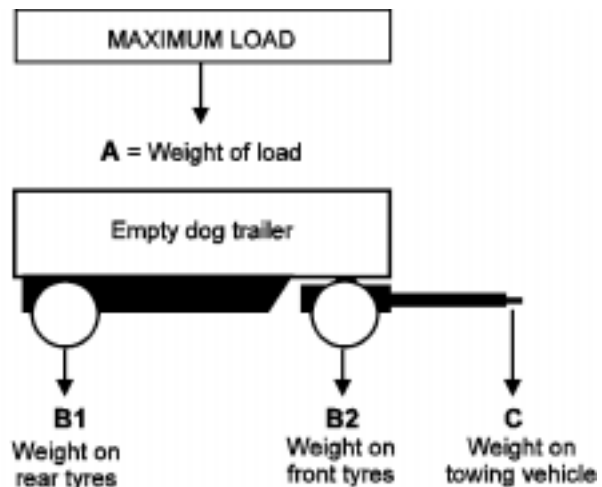 MAXIMUM LOAD
A = Weight of load
Empty dog trailer
B1
Weight on
rear tyres
B2
Weight on
front tyres
C
Weight on
towing vehicle